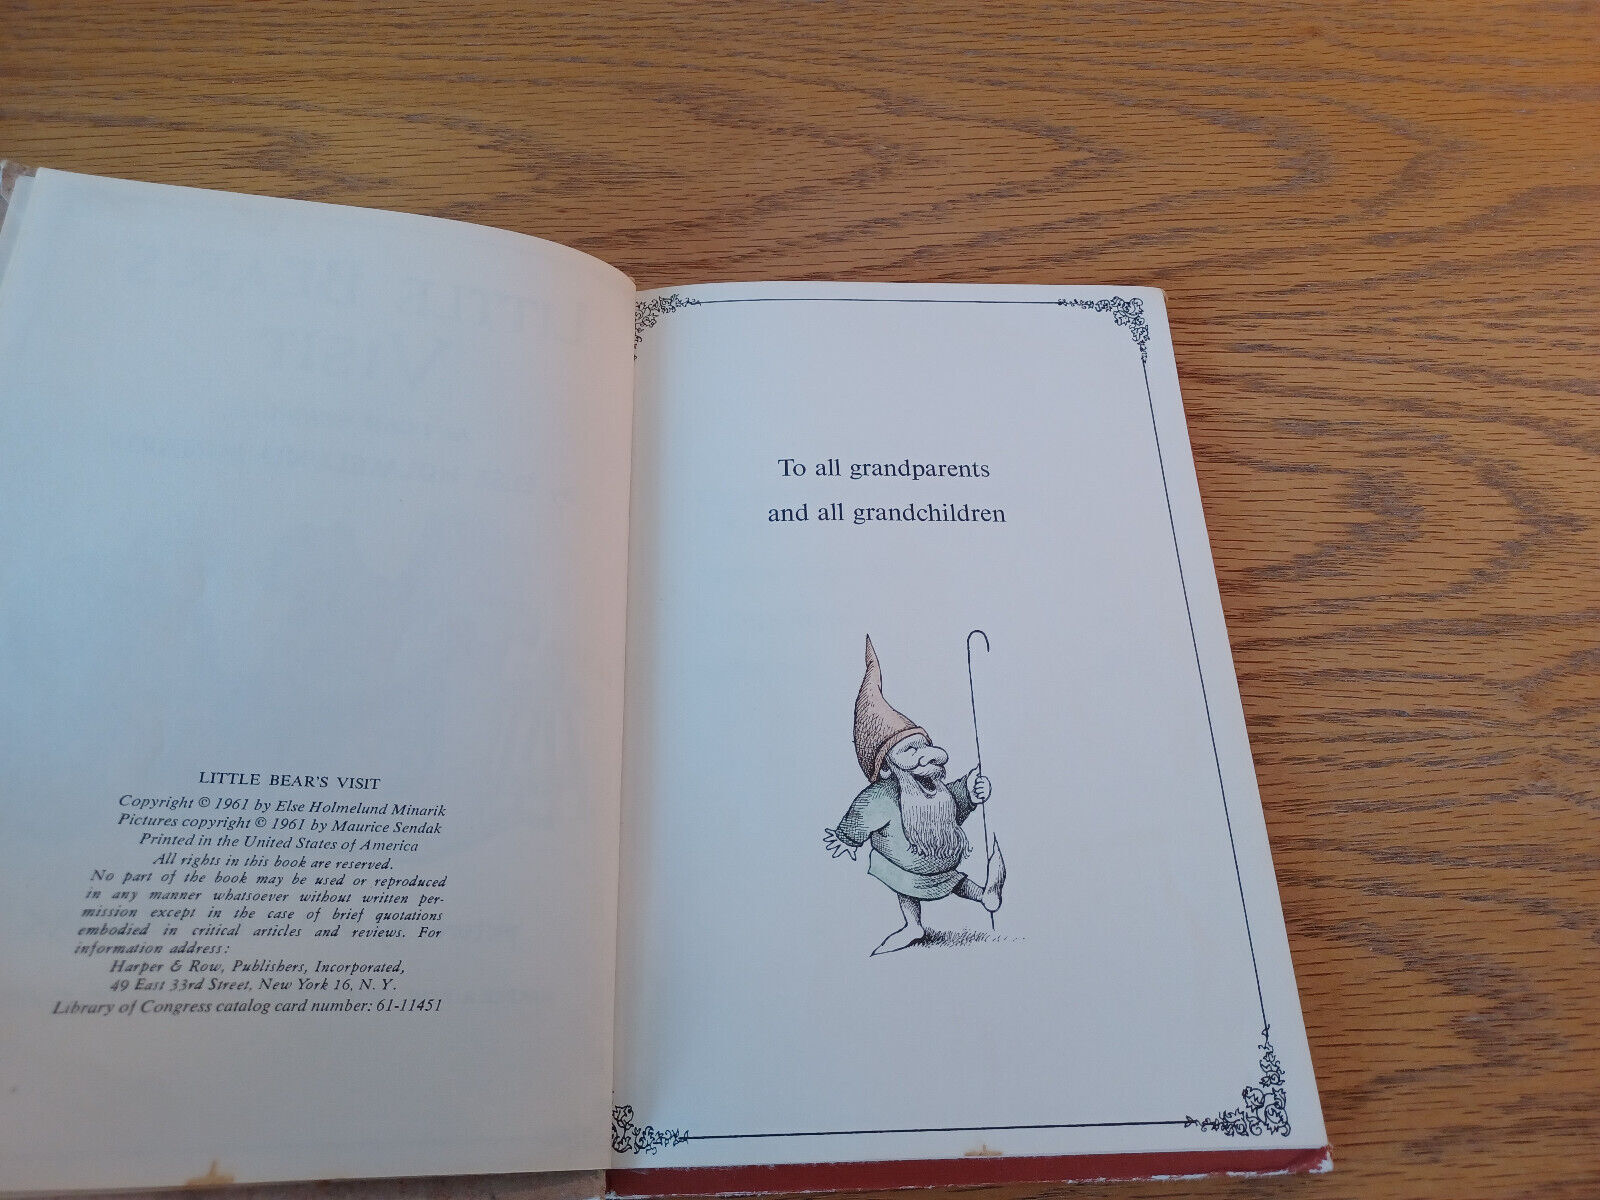 LITTLE BEAR'S VISIT
Copyright © 1961 by Else Holmelund Minarik
Pictures copyright © 1961 by Maurice Sendak
Printed in the United States of America
All rights in this book are reserved.
No part of the book may be used or reproduced
in any manner whatsoever without written per-
mission except in the case of brief quotations
embodied in critical articles and reviews. For
information address:
Harper & Row, Publishers, Incorporated,
49 East 33rd Street, New York 16, N. Y.
Library of Congress catalog card number: 61-11451
To all grandparents
and all grandchildren